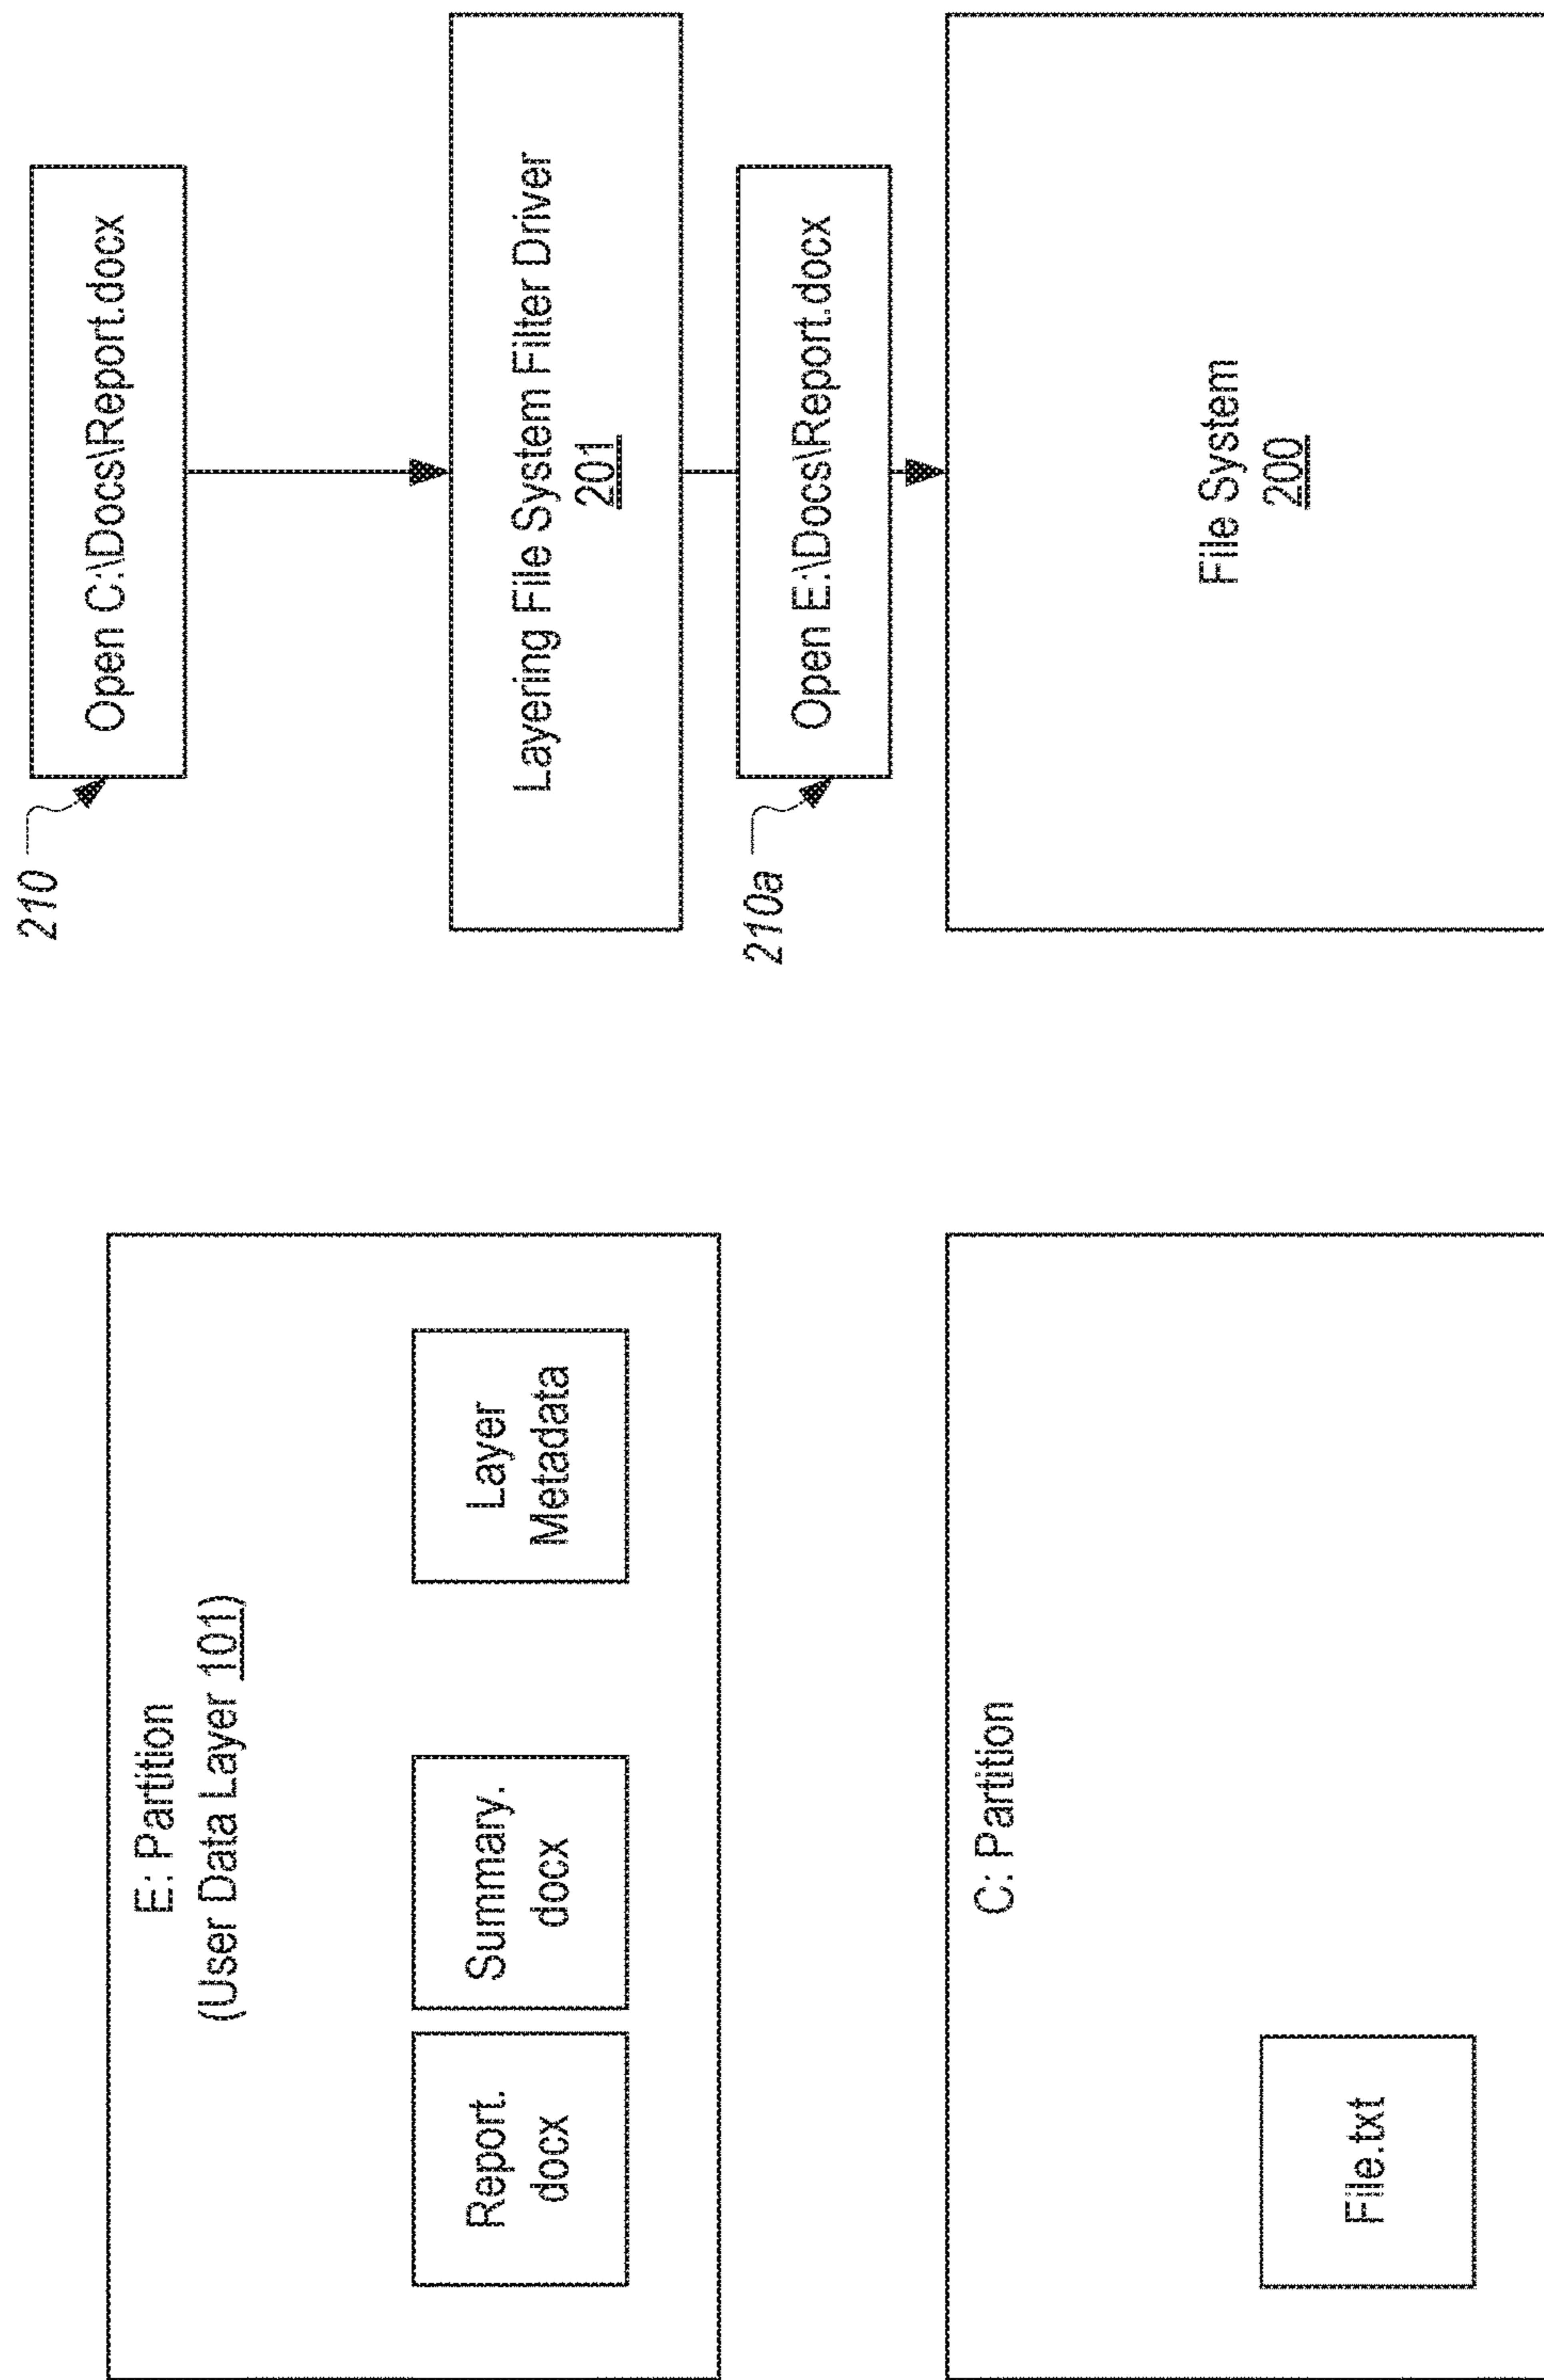 E: Partition
(User Data Layer 101)
Report.
docx
Summary.
docx
Layer
Metadata
C: Partition
File.txt
210
Open C:\Docs\Report.docx
Layering File System Filter Driver
201
210a
Open E:\Docs\Report.docx
File System
200